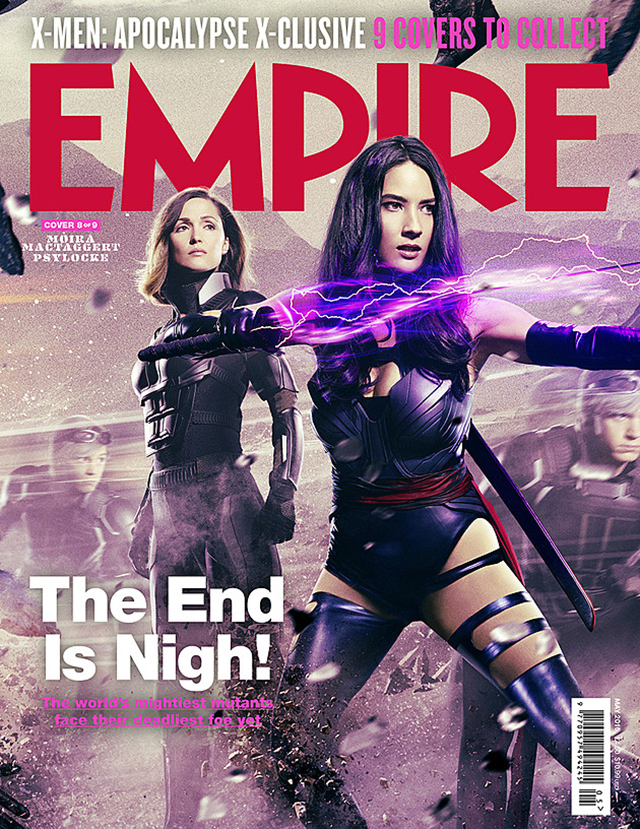 X-MEN: APOCALYPSE X-CLUSIVE 9 COVERS TO COLLECT
EMPIRE
COVER 8 OF 9
MOIRA
MACTAGGERT
PSYLOCKE
The End
Is Nigh!
The world's mightiest mutants
face their deadliest foe yet